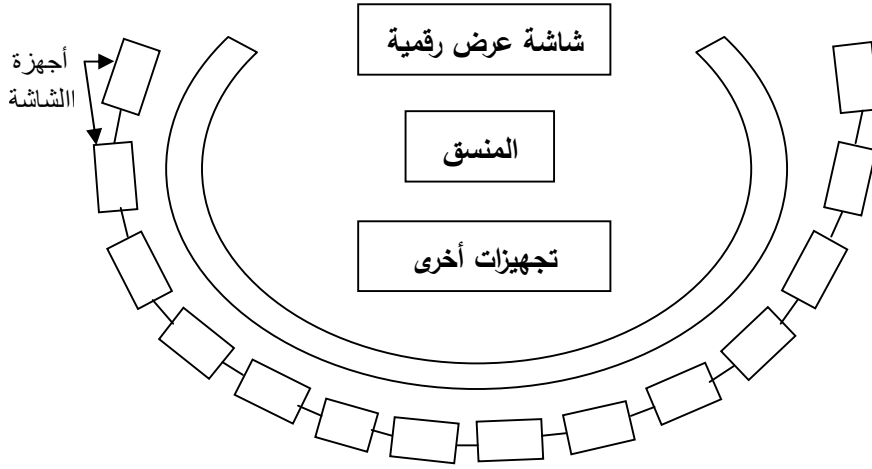 شاشة عرض رقمية
أجهزة
االشاشة
المنسق
تجهيزات أخرى